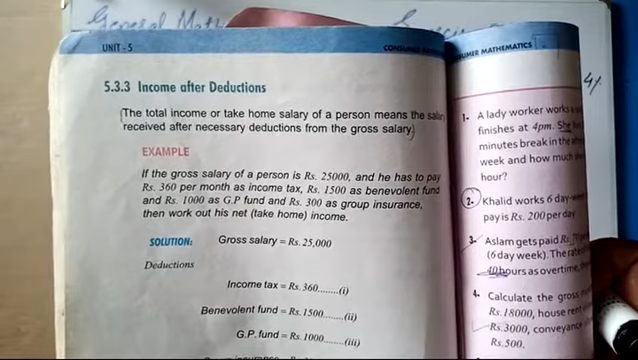 General Math
UNIT - 5
CONSUMER
5.3.3 Income after Deductions
The total income or take home salary of a person means the salary
received after necessary deductions from the gross salary.
EXAMPLE
If the gross salary of a person is Rs. 25000, and he has to pay
Rs. 360 per month as income tax, Rs. 1500 as benevolent fund
and Rs. 1000 as G.P fund and Rs. 300 as group insurance,
then work out his net (take home) income.
SOLUTION: Gross salary = Rs. 25,000
Deductions
Income tax = Rs. 360........(i)
Benevolent fund = Rs. 1500........(ii)
G.P. fund = Rs. 1000........(iii)
UMER MATHEMATICS
1- A lady worker works
finishes at 4pm. She
minutes break in the
week and how much
hour?
2- Khalid works 6 day
pay is Rs. 200 per day
3- Aslam gets paid Rs.
(6 day week). The rate
40 hours as overtime,
4- Calculate the gross
Rs.18000, house rent
Rs.3000, conveyance
Rs.500.